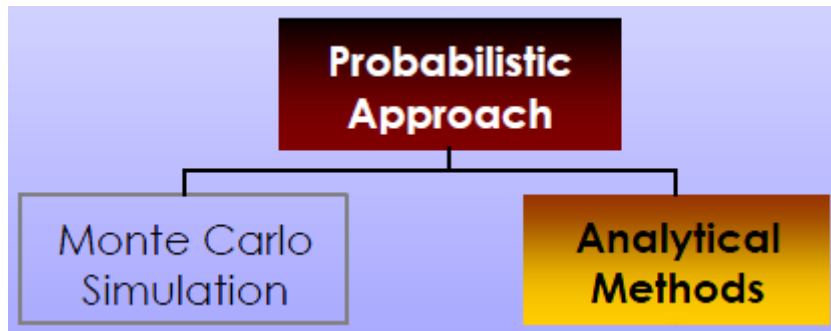 Probabilistic
Approach
Monte Carlo
Simulation
Analytical
Methods